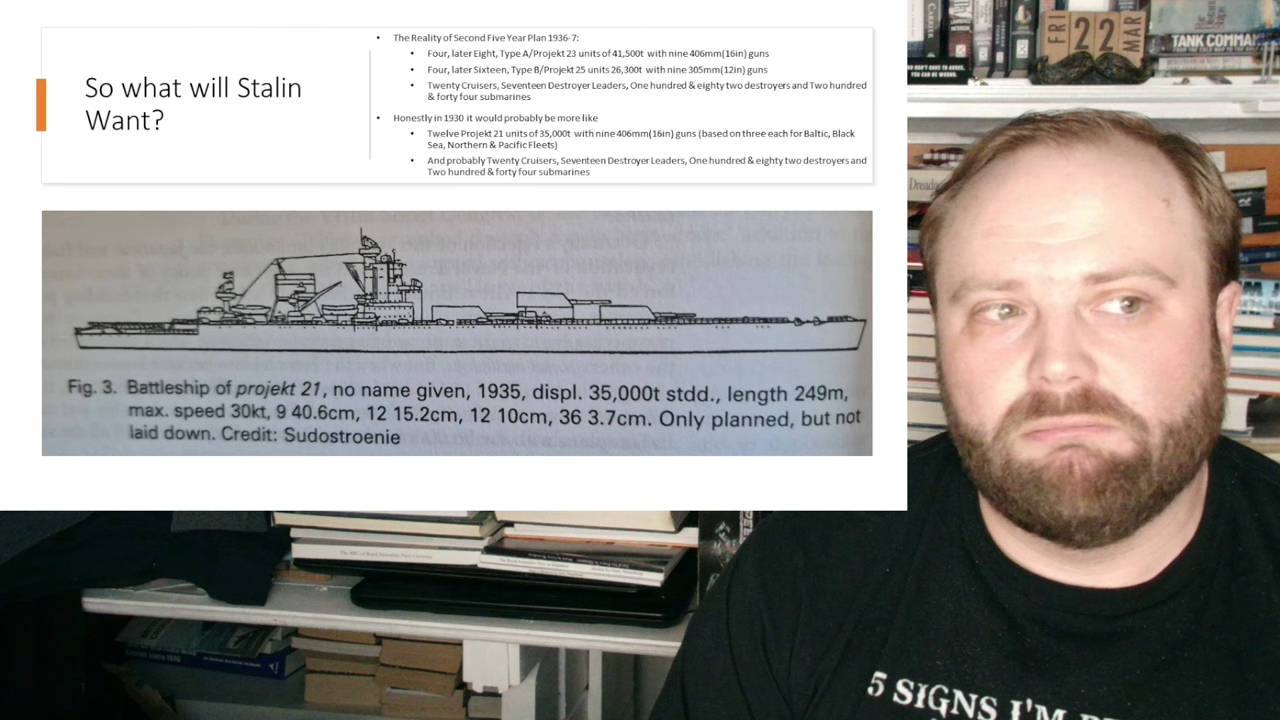 So what will Stalin
Want?
• The Reality of Second Five Year Plan 1936-7:
• Four, later Eight, Type A/Projekt 23 units of 41,500t with nine 406mm(16in) guns
• Four, later Sixteen, Type B/Projekt 25 units 26,300t with nine 305mm(12in) guns
• Twenty Cruisers, Seventeen Destroyer Leaders, One hundred & eighty two destroyers and Two hundred
& forty four submarines
• Honestly in 1930 it would probably be more like
• Twelve Projekt 21 units of 35,000t with nine 406mm(16in) guns (based on three each for Baltic, Black
Sea, Northern & Pacific Fleets)
• And probably Twenty Cruisers, Seventeen Destroyer Leaders, One hundred & eighty two destroyers and
Two hundred & forty four submarines
Fig. 3. Battleship of projekt 21, no name given, 1935, displ. 35,000t stdd., length 249m,
max. speed 30kt, 9 40.6cm, 12 15.2cm, 12 10cm, 36 3.7cm. Only planned, but not
laid down. Credit: Sudostroenie
FRI
22
MAR
TANK COMMA
YOU CAN BE WRONG.
5 SIGNS I'M